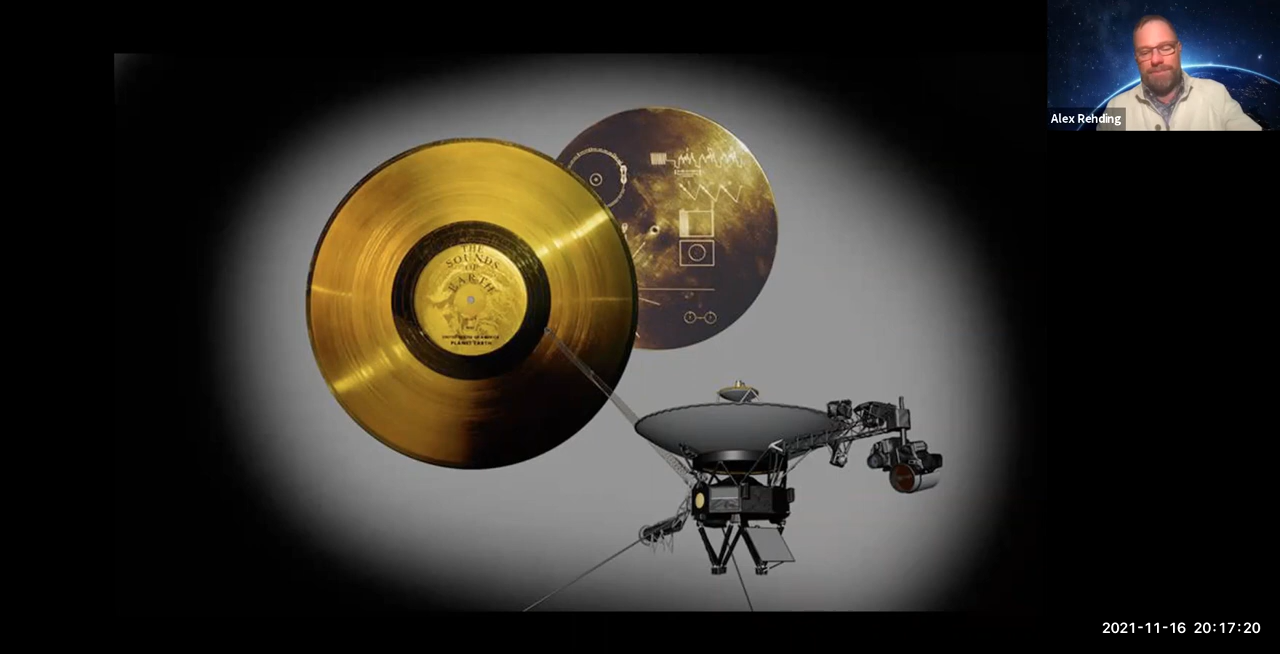 Alex Rehding
THE
SOUNDS
OF
EARTH
UNITED STATES OF AMERICA
PLANET EARTH
2021-11-16 20:17:20